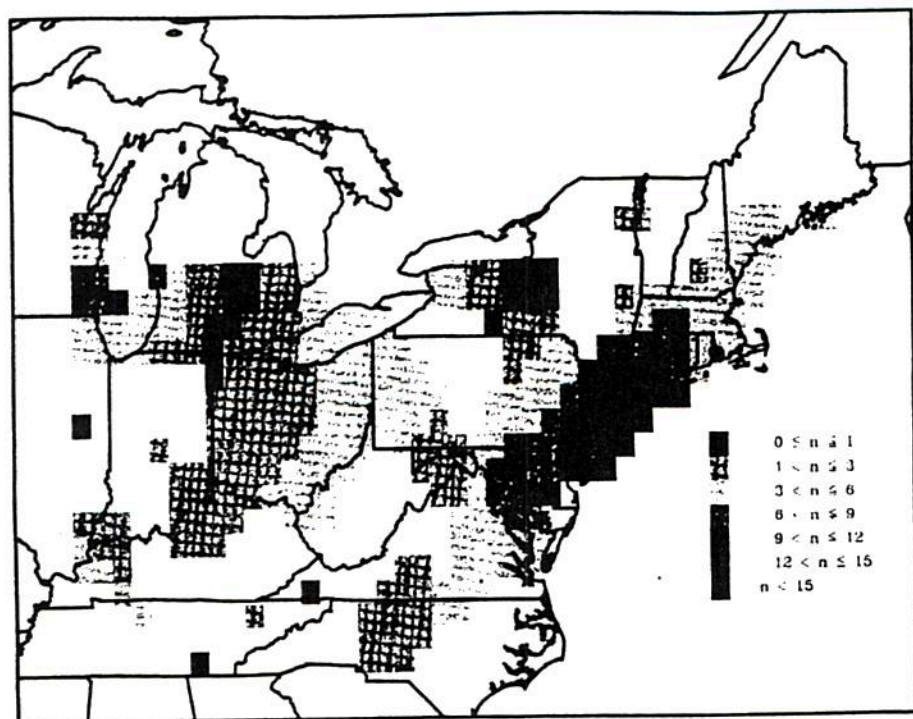 0 ≤ n ≤ 1
1 < n ≤ 3
3 < n ≤ 6
6 < n ≤ 9
9 < n ≤ 12
12 < n ≤ 15
n < 15